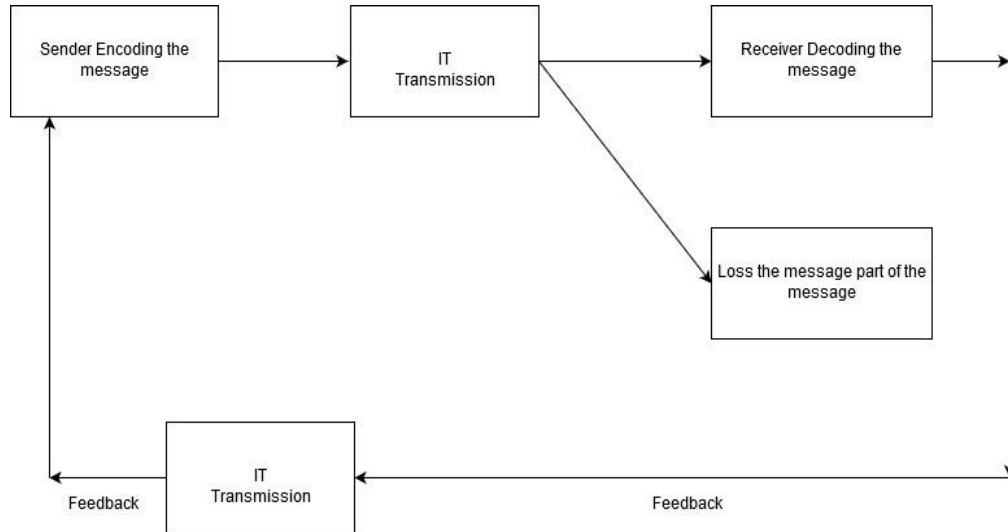 Sender Encoding the
message
IT
Transmission
Receiver Decoding the
message
Loss the message part of the
message
IT
Transmission
Feedback
Feedback